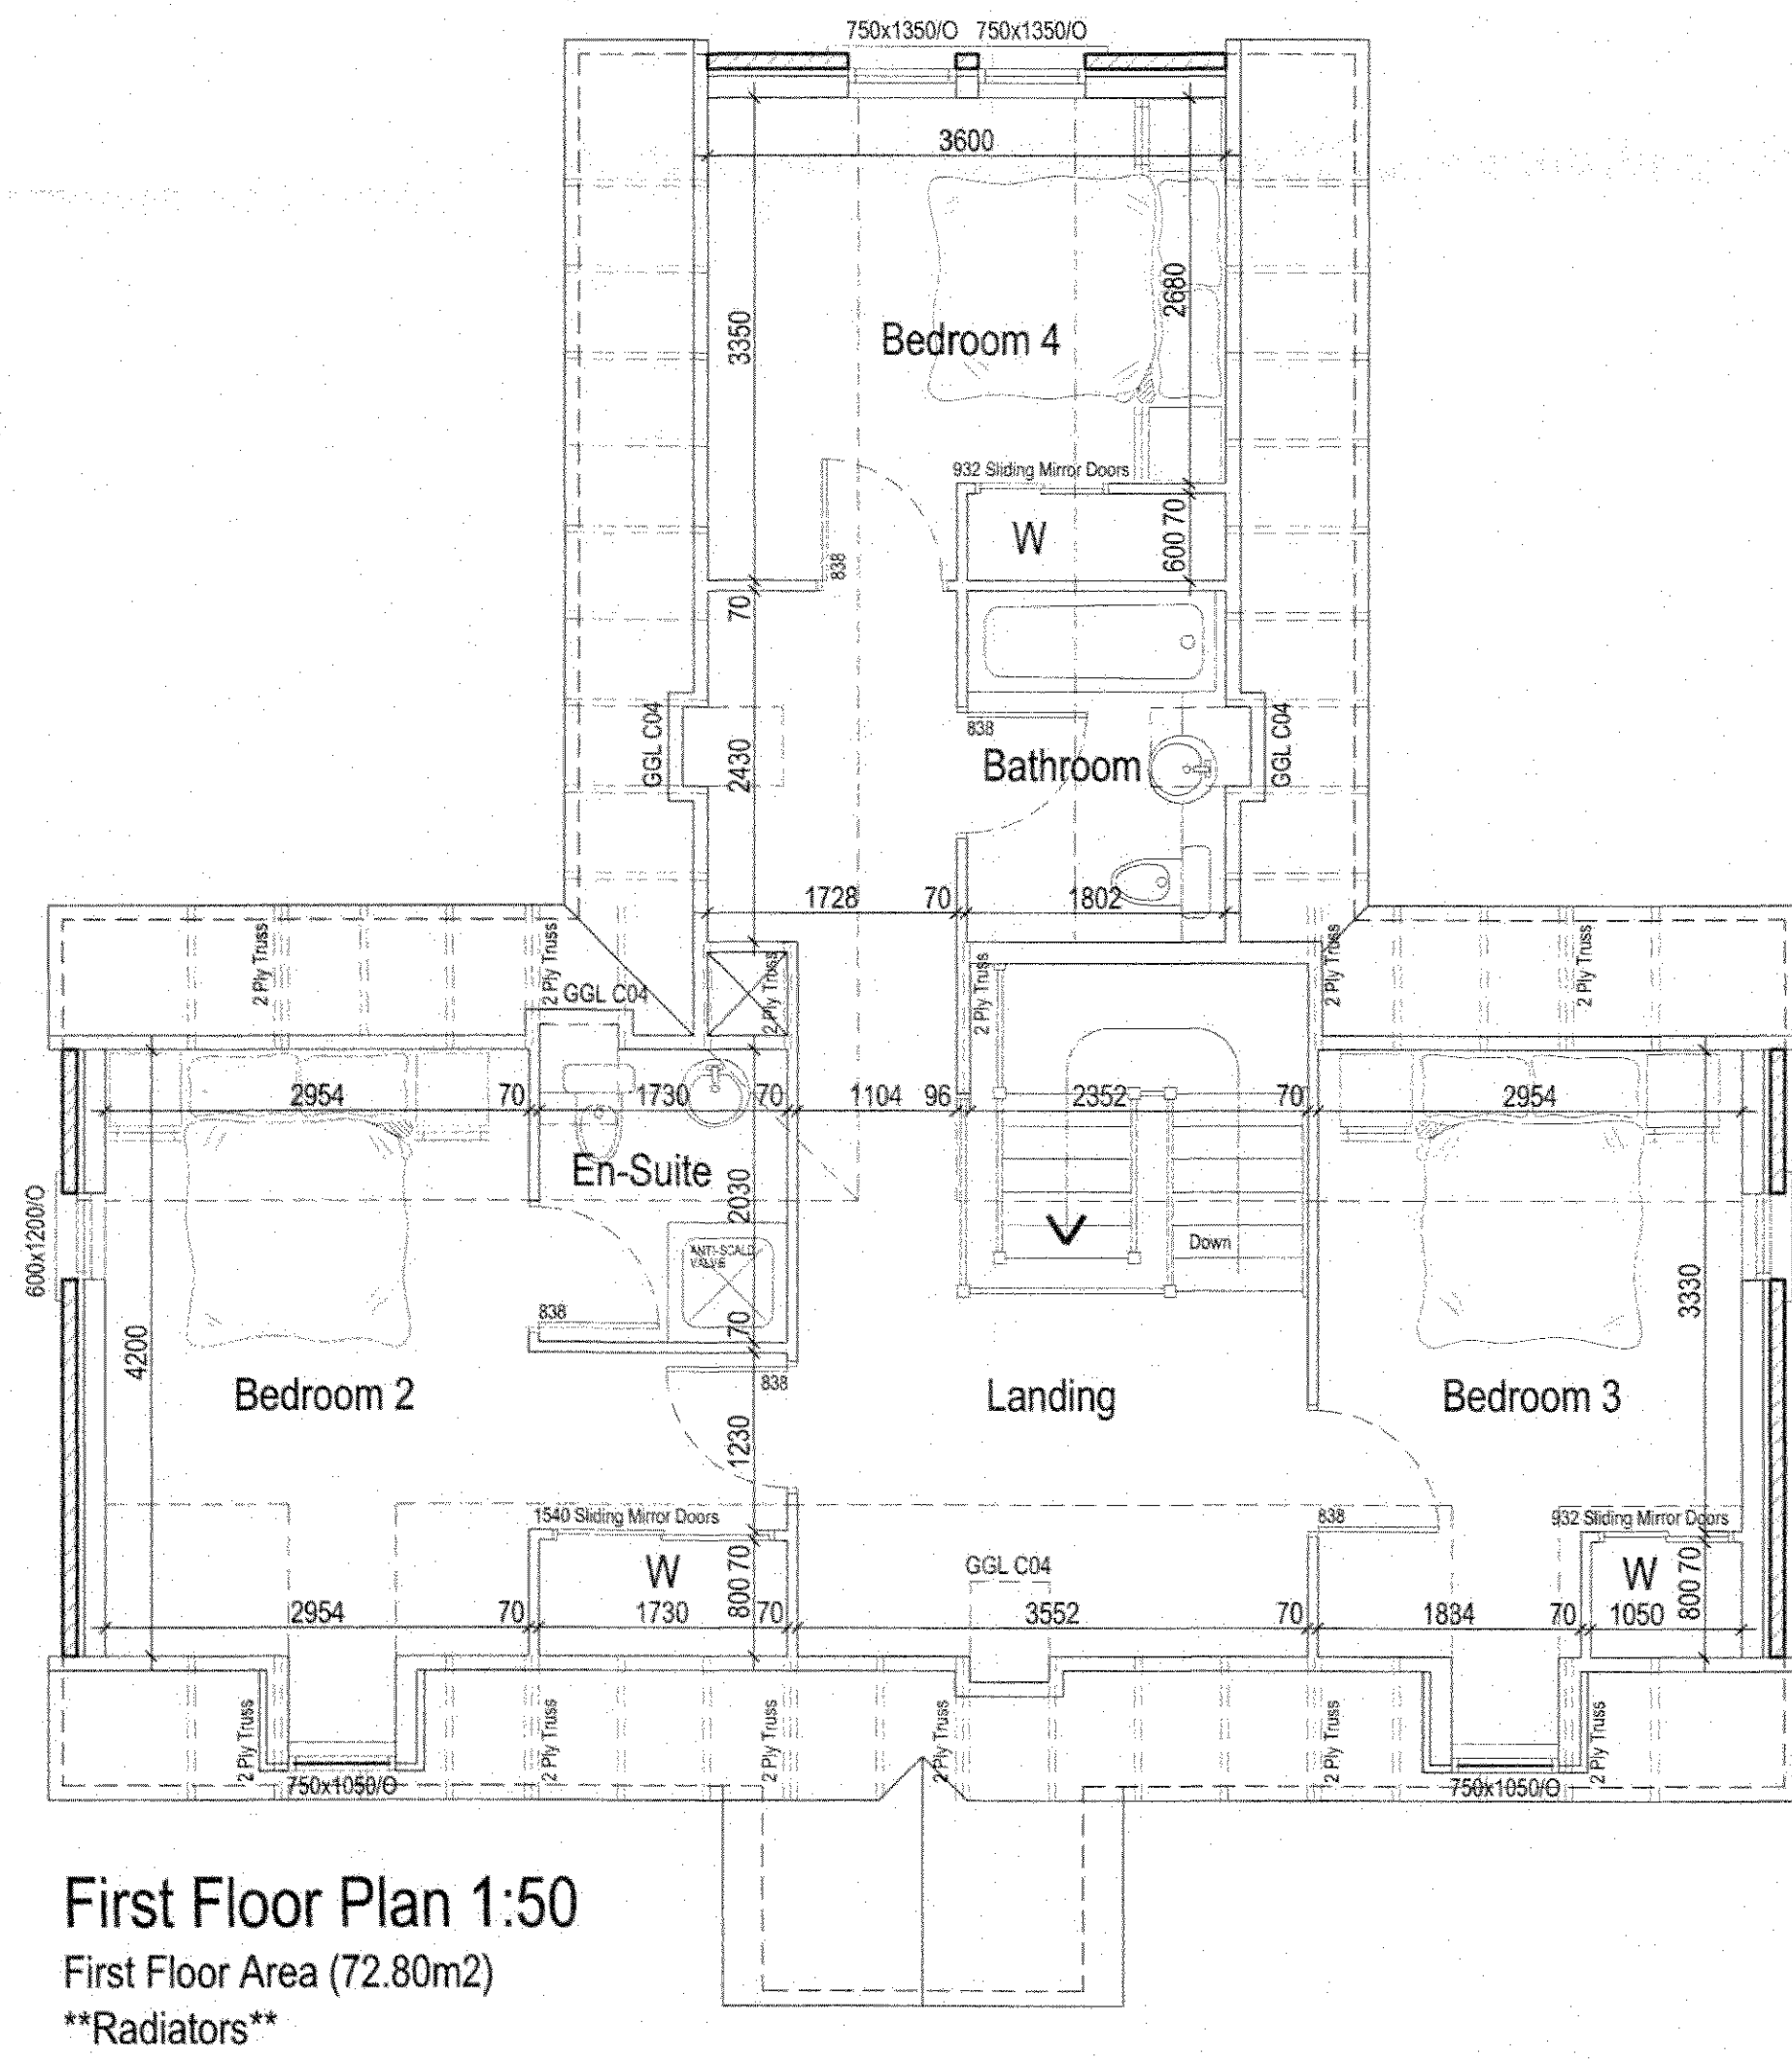 750x1350/O 750x1350/O
3600
3350
2680
Bedroom 4
932 Sliding Mirror Doors
W
600 70
838
70
2430
GGL C04
838
Bathroom
GGL C04
1728 70 1802
2 Ply Truss
2 Ply Truss
GGL C04
2 Ply Truss
2 Ply Truss
2 Ply Truss
2 Ply Truss
2954 70 1730 70 1104 96 2352 70 2954
En-Suite
2030
600x1200/O
ANTI-SCALD
VALVE
Down
838
70
4200
3330
Bedroom 2
838
Landing
Bedroom 3
1230
1540 Sliding Mirror Doors
838
932 Sliding Mirror Doors
W
800 70
GGL C04
W
800 70
2954 70 1730 70 3552 70 1834 70 1050
2 Ply Truss
2 Ply Truss
2 Ply Truss
2 Ply Truss
2 Ply Truss
2 Ply Truss
750x1050/O
750x1050/O
First Floor Plan 1:50
First Floor Area (72.80m2)
**Radiators**